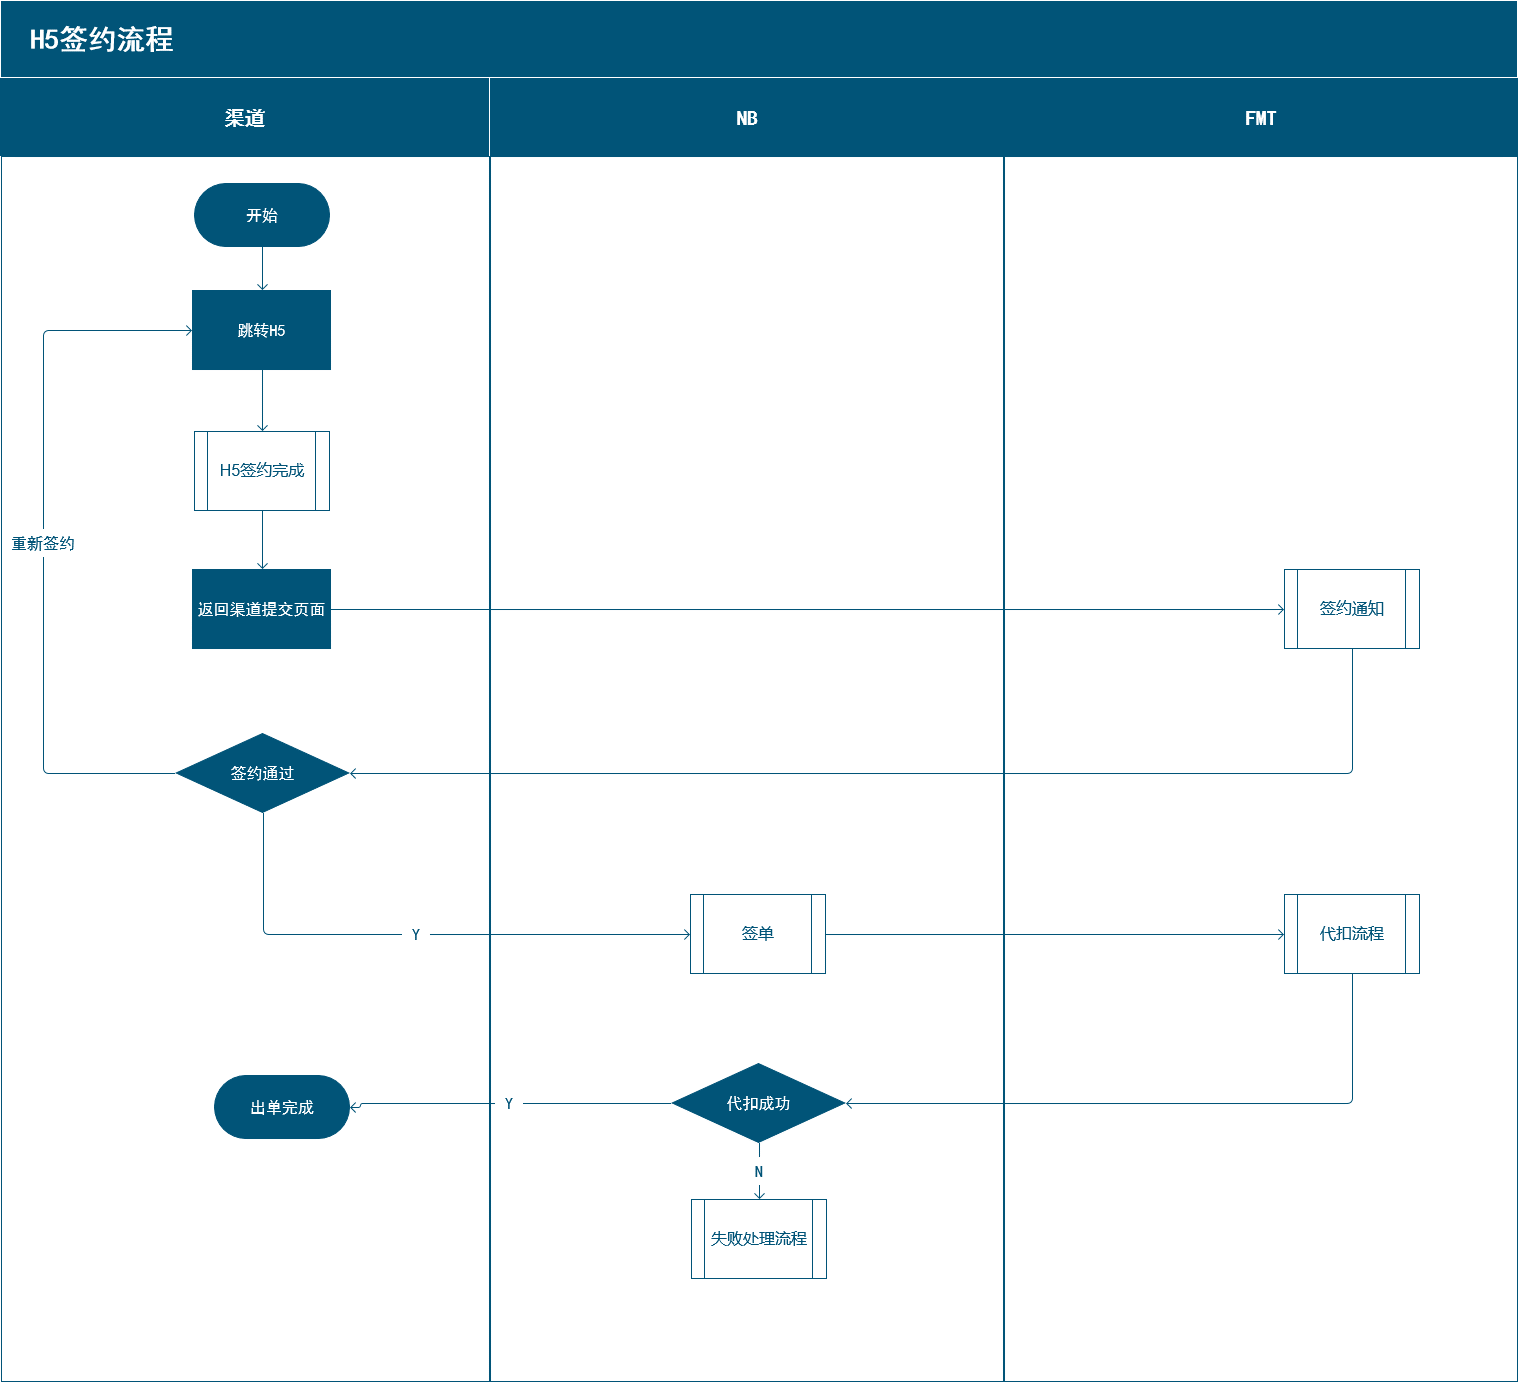 H5签约流程
渠道
NB
FMT
开始
跳转H5
H5签约完成
重新签约
返回渠道提交页面
签约通知
签约通过
Y
签单
代扣流程
出单完成
Y
代扣成功
N
失败处理流程